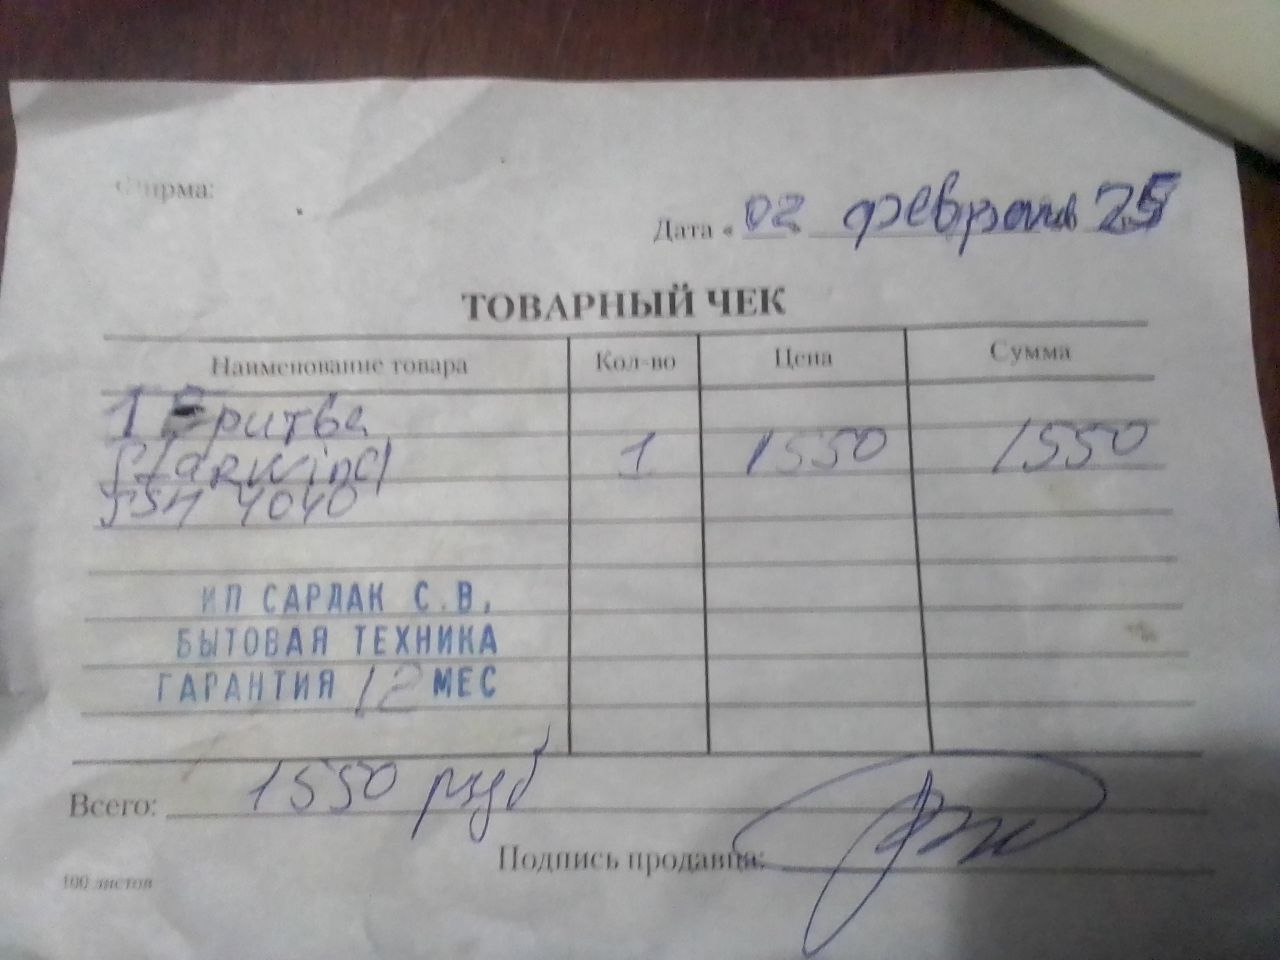 Фирма:
Дата « 02 » февраля 25
ТОВАРНЫЙ ЧЕК
Наименование товара Кол-во Цена Сумма
1 Бритва
Starwind 1 1550 1550
SSH 4040
ИП САРДАК С.В,
БЫТОВАЯ ТЕХНИКА
ГАРАНТИЯ 12 МЕС
Всего: 1550 руб
Подпись продавца:
100 листов